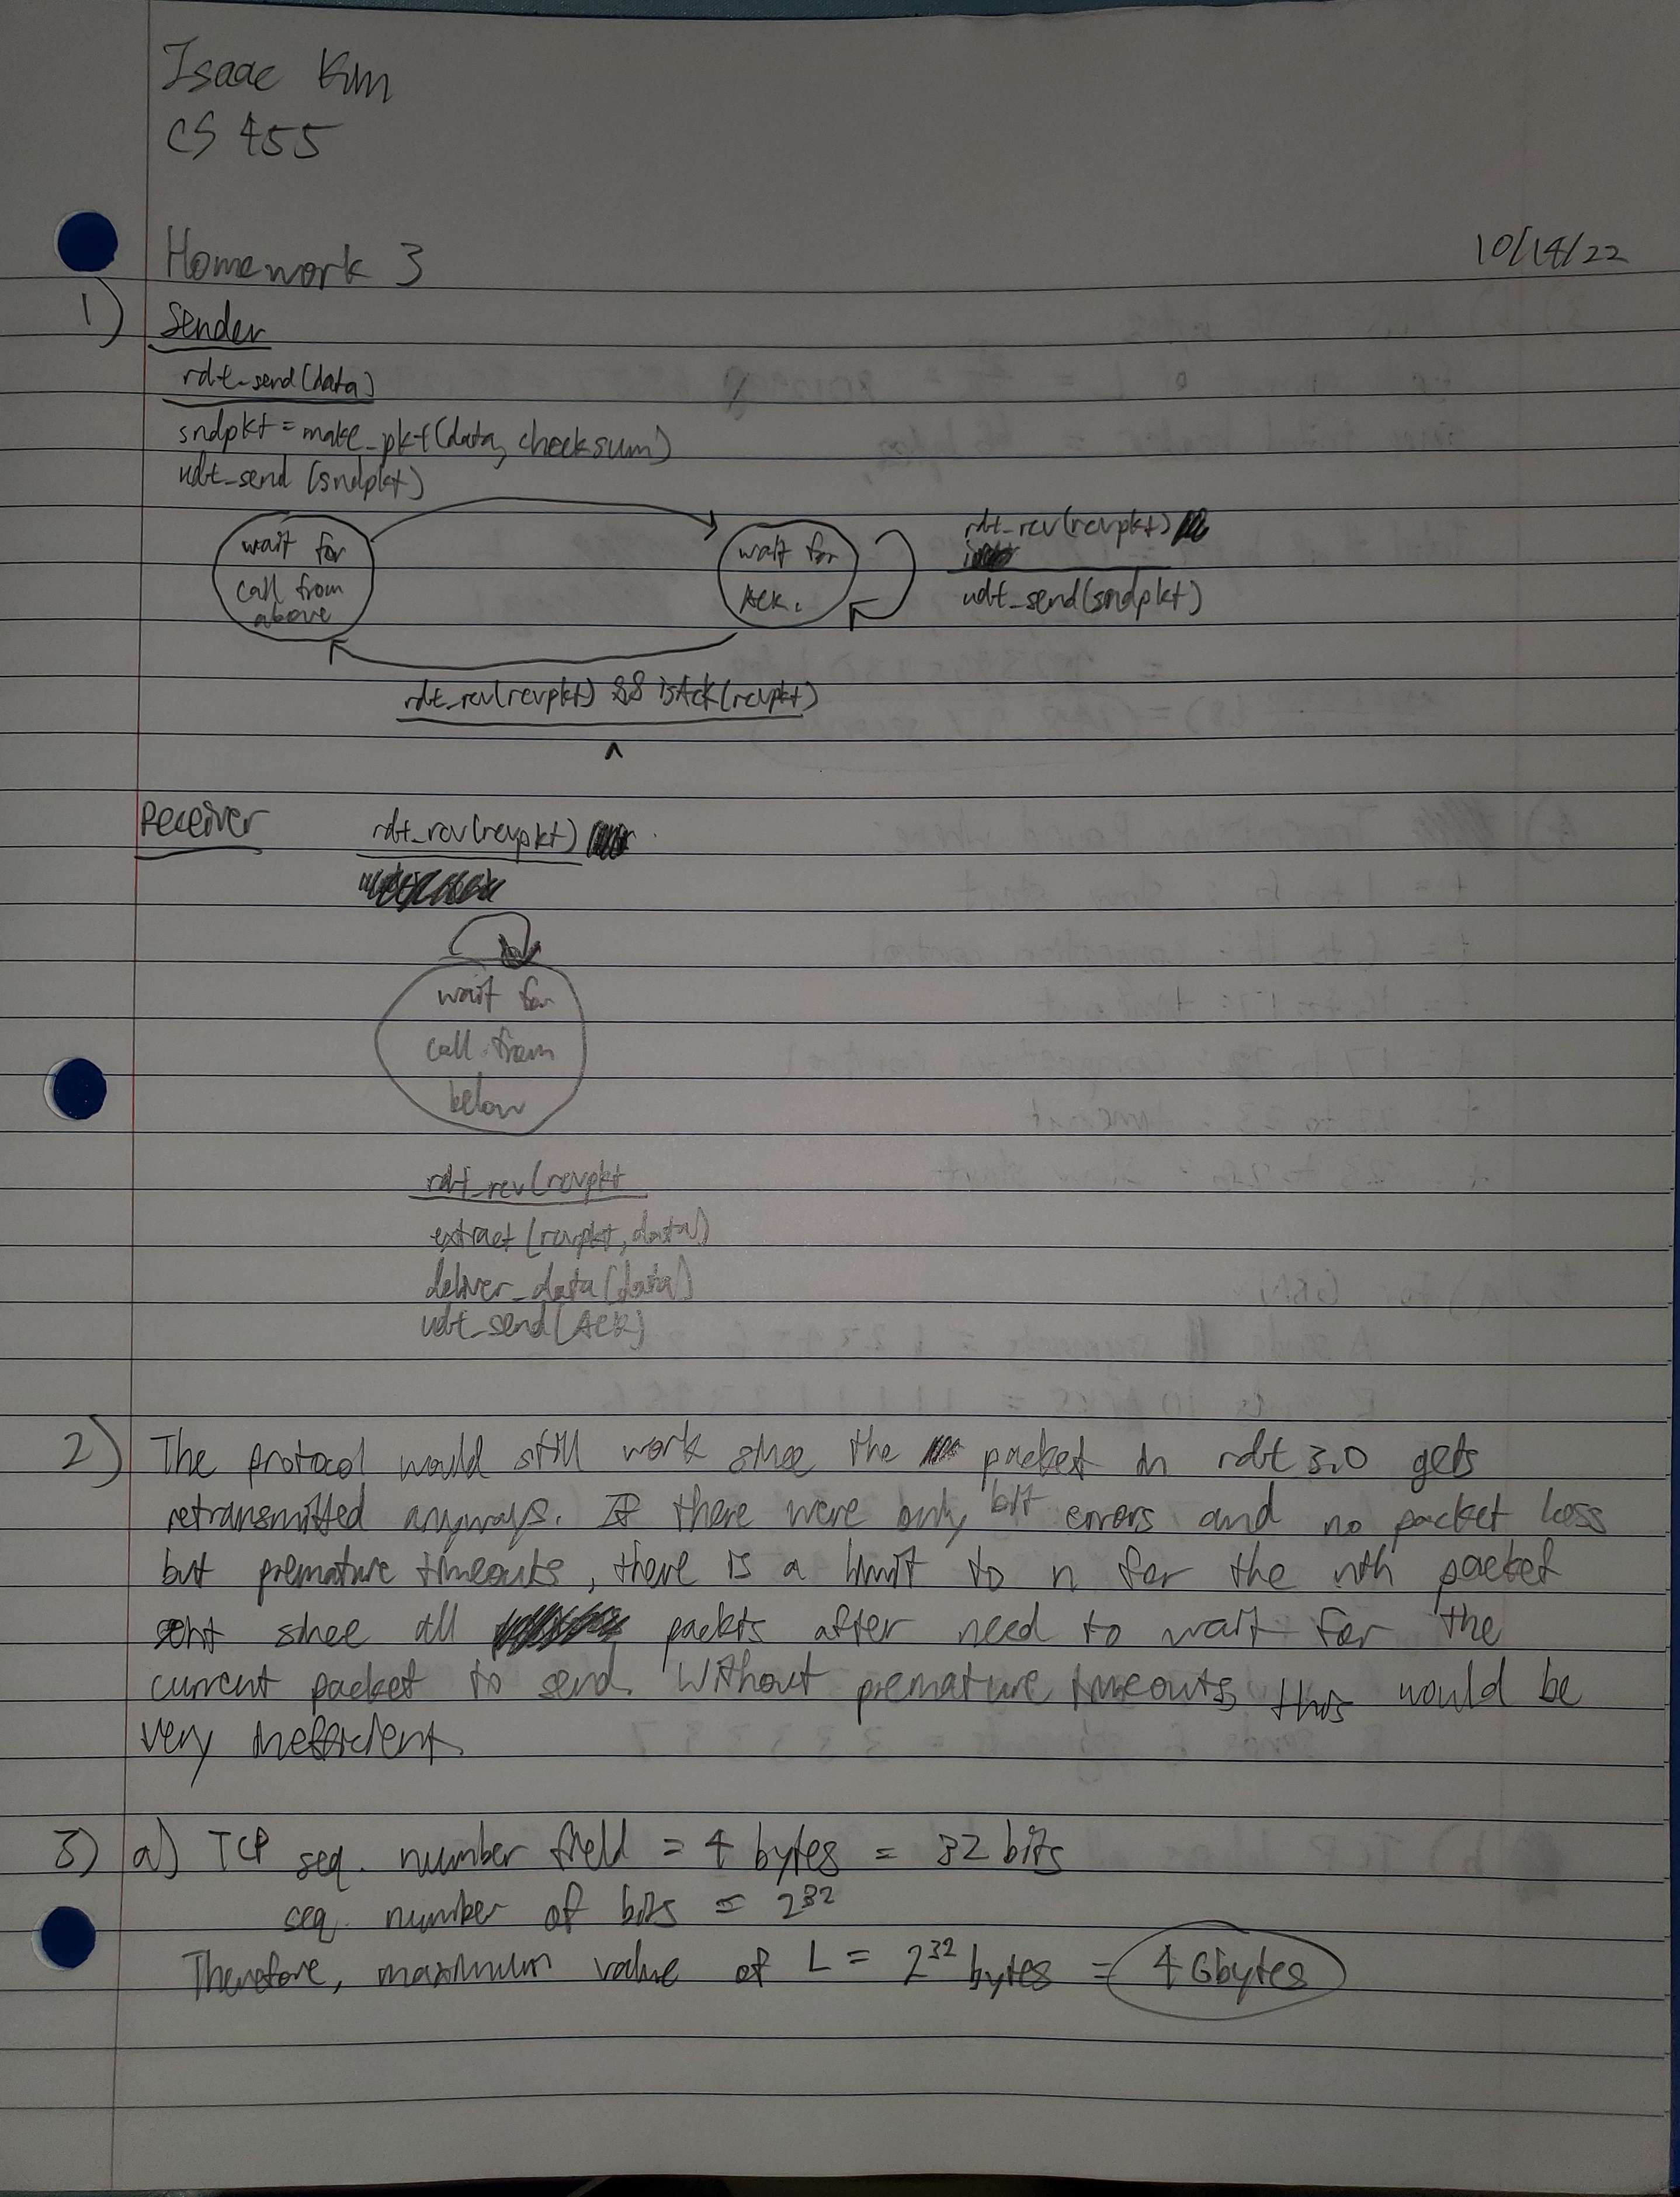 Isaac Kim
CS 455
Homework 3
10/14/22
1) Sender
rdt_send(data)
sndpkt = make_pkt(data, checksum)
udt_send (sndpkt)
wait for
call from
above
wait for
ACK.
rdt_rcv(rcvpkt)
udt_send(sndpkt)
rdt_rcv(rcvpkt) && isAck(rcvpkt)
^
Receiver
rdt_rcv(rcvpkt)
wait for
call from
below
rdt_rcv(rcvpkt
extract (rcvpkt, data)
deliver_data(data)
udt_send(ACK)
2) The protocol would still work since the packet in rdt 3.0 gets
retransmitted anyways. If there were only bit errors and no packet loss
but premature timeouts, there is a limit to n for the nth packet
sent since all packts after need to wait for the
current packet to send. Without premature timeouts, this would be
very inefficient.
3) a) TCP seq. number field = 4 bytes = 32 bits
seq. number of bits = 2^32
Therefore, maximum value of L = 2^32 bytes = 4 Gbytes